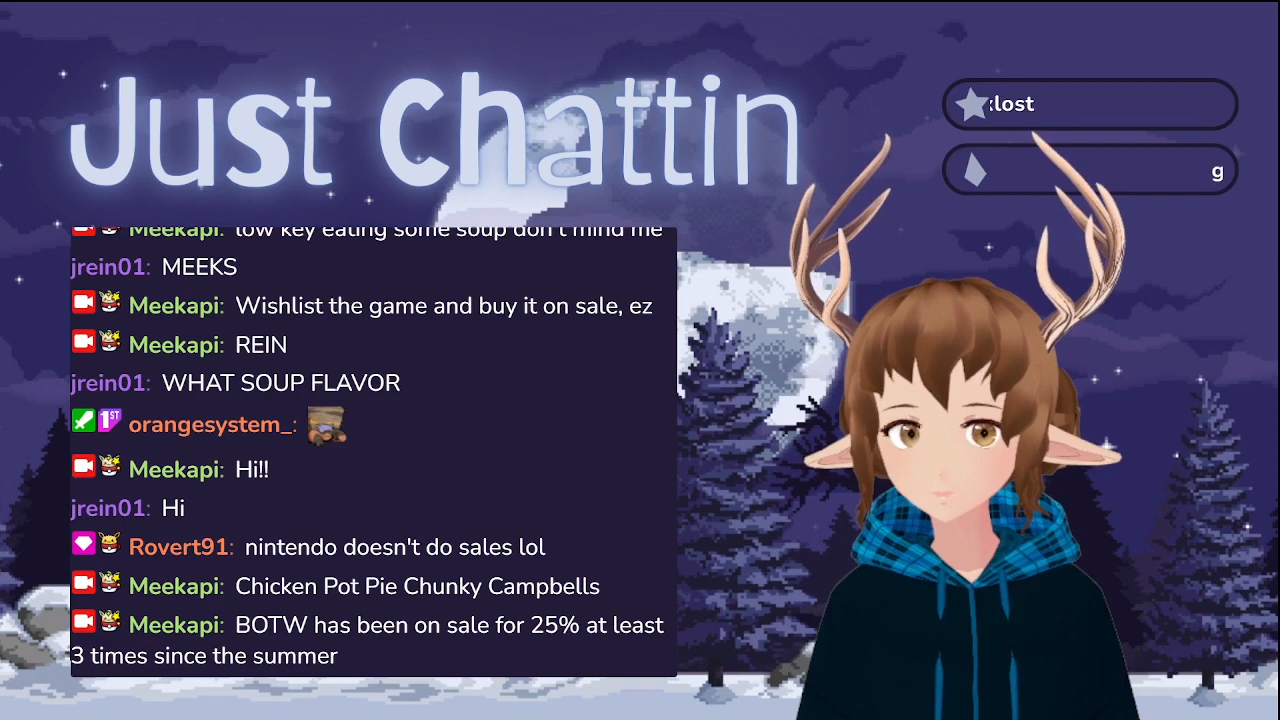 Just Chattin
klost
g
Meekapi: low key eating some soup don't mind me
jrein01: MEEKS
Meekapi: Wishlist the game and buy it on sale, ez
Meekapi: REIN
jrein01: WHAT SOUP FLAVOR
1ST orangesystem_:
Meekapi: Hi!!
jrein01: Hi
Rovert91: nintendo doesn't do sales lol
Meekapi: Chicken Pot Pie Chunky Campbells
Meekapi: BOTW has been on sale for 25% at least
3 times since the summer